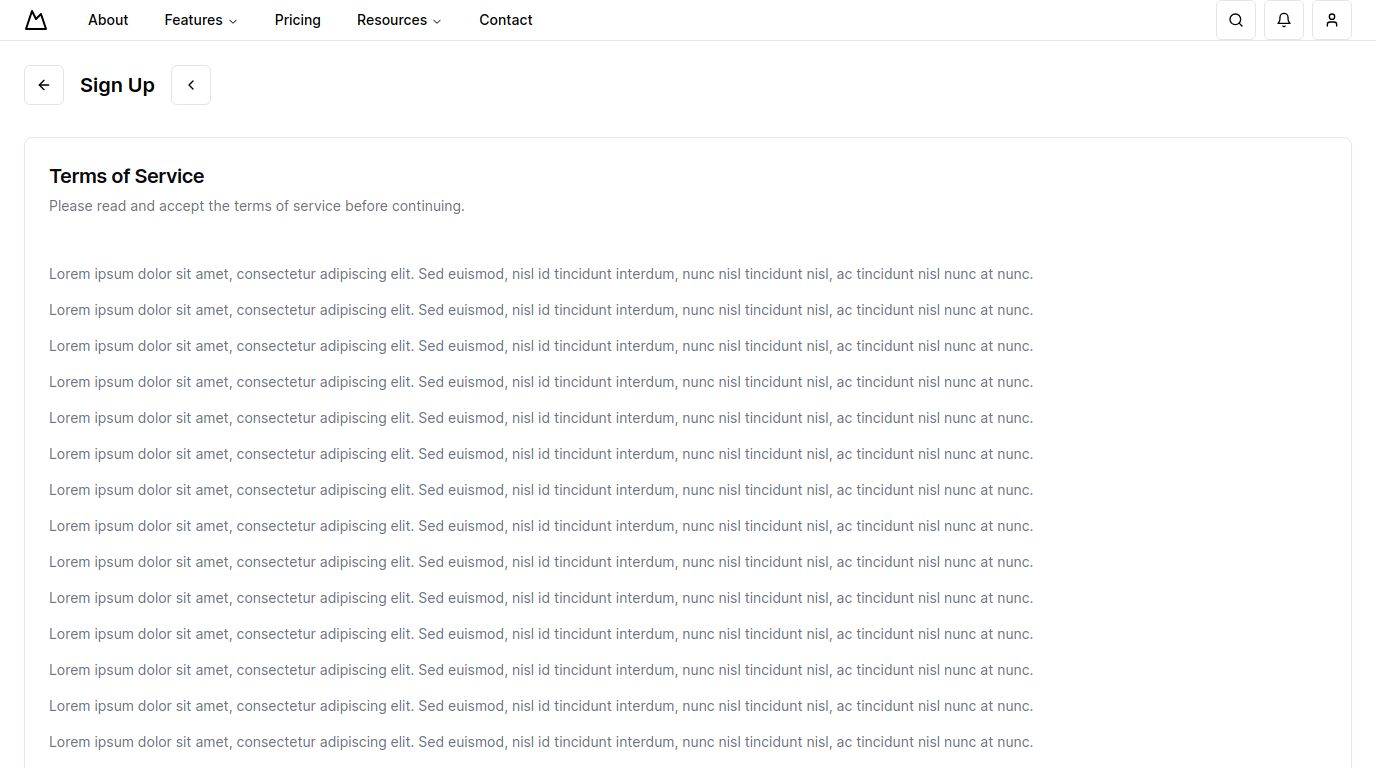 About Features Pricing Resources Contact
Sign Up
Terms of Service
Please read and accept the terms of service before continuing.
Lorem ipsum dolor sit amet, consectetur adipiscing elit. Sed euismod, nisl id tincidunt interdum, nunc nisl tincidunt nisl, ac tincidunt nisl nunc at nunc.
Lorem ipsum dolor sit amet, consectetur adipiscing elit. Sed euismod, nisl id tincidunt interdum, nunc nisl tincidunt nisl, ac tincidunt nisl nunc at nunc.
Lorem ipsum dolor sit amet, consectetur adipiscing elit. Sed euismod, nisl id tincidunt interdum, nunc nisl tincidunt nisl, ac tincidunt nisl nunc at nunc.
Lorem ipsum dolor sit amet, consectetur adipiscing elit. Sed euismod, nisl id tincidunt interdum, nunc nisl tincidunt nisl, ac tincidunt nisl nunc at nunc.
Lorem ipsum dolor sit amet, consectetur adipiscing elit. Sed euismod, nisl id tincidunt interdum, nunc nisl tincidunt nisl, ac tincidunt nisl nunc at nunc.
Lorem ipsum dolor sit amet, consectetur adipiscing elit. Sed euismod, nisl id tincidunt interdum, nunc nisl tincidunt nisl, ac tincidunt nisl nunc at nunc.
Lorem ipsum dolor sit amet, consectetur adipiscing elit. Sed euismod, nisl id tincidunt interdum, nunc nisl tincidunt nisl, ac tincidunt nisl nunc at nunc.
Lorem ipsum dolor sit amet, consectetur adipiscing elit. Sed euismod, nisl id tincidunt interdum, nunc nisl tincidunt nisl, ac tincidunt nisl nunc at nunc.
Lorem ipsum dolor sit amet, consectetur adipiscing elit. Sed euismod, nisl id tincidunt interdum, nunc nisl tincidunt nisl, ac tincidunt nisl nunc at nunc.
Lorem ipsum dolor sit amet, consectetur adipiscing elit. Sed euismod, nisl id tincidunt interdum, nunc nisl tincidunt nisl, ac tincidunt nisl nunc at nunc.
Lorem ipsum dolor sit amet, consectetur adipiscing elit. Sed euismod, nisl id tincidunt interdum, nunc nisl tincidunt nisl, ac tincidunt nisl nunc at nunc.
Lorem ipsum dolor sit amet, consectetur adipiscing elit. Sed euismod, nisl id tincidunt interdum, nunc nisl tincidunt nisl, ac tincidunt nisl nunc at nunc.
Lorem ipsum dolor sit amet, consectetur adipiscing elit. Sed euismod, nisl id tincidunt interdum, nunc nisl tincidunt nisl, ac tincidunt nisl nunc at nunc.
Lorem ipsum dolor sit amet, consectetur adipiscing elit. Sed euismod, nisl id tincidunt interdum, nunc nisl tincidunt nisl, ac tincidunt nisl nunc at nunc.